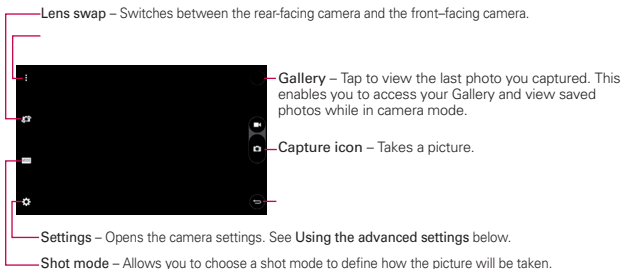 Lens swap – Switches between the rear-facing camera and the front–facing camera.
Gallery – Tap to view the last photo you captured. This
enables you to access your Gallery and view saved
photos while in camera mode.
Capture icon – Takes a picture.
Settings – Opens the camera settings. See Using the advanced settings below.
Shot mode – Allows you to choose a shot mode to define how the picture will be taken.